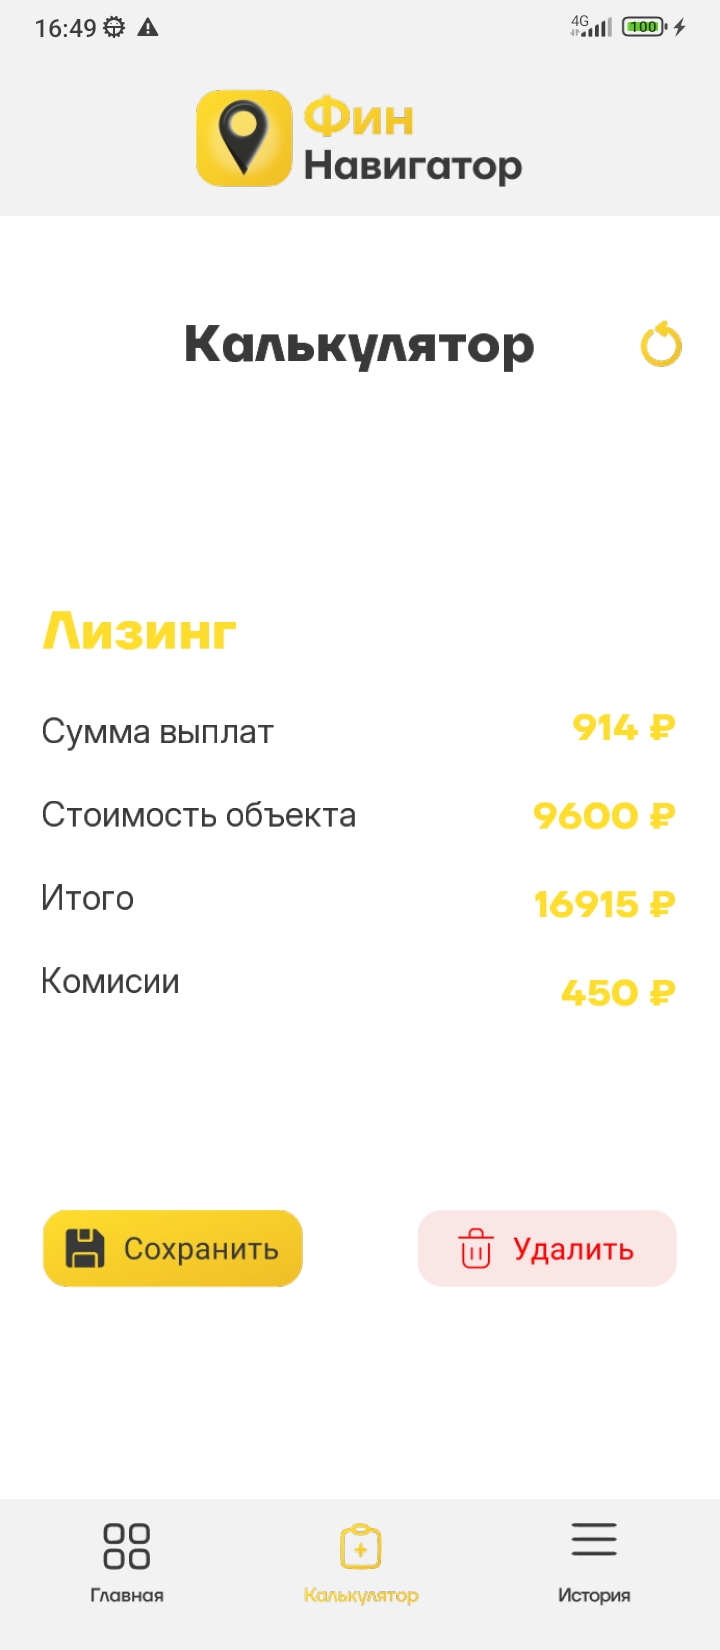 16:49 4G 100
Фин
Навигатор
Калькулятор
Лизинг
Сумма выплат 914 ₽
Стоимость объекта 9600 ₽
Итого 16915 ₽
Комисии 450 ₽
Сохранить Удалить
Главная Калькулятор История